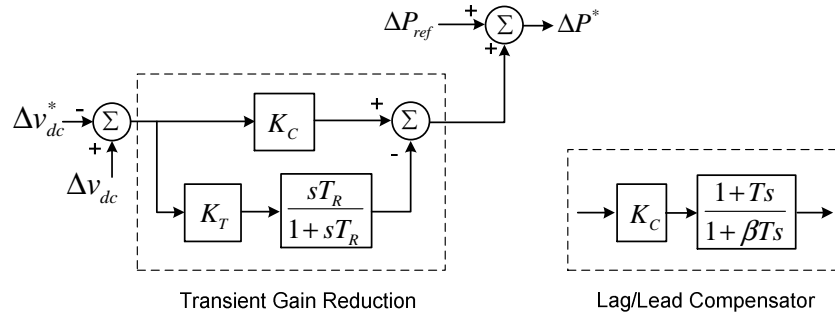 ΔP_ref + Σ ΔP*
+
Δv*_dc - Σ
+
Δv_dc
K_C + Σ
-
K_T sT_R / 1 + sT_R
Transient Gain Reduction
K_C 1 + Ts / 1 + βTs
Lag/Lead Compensator